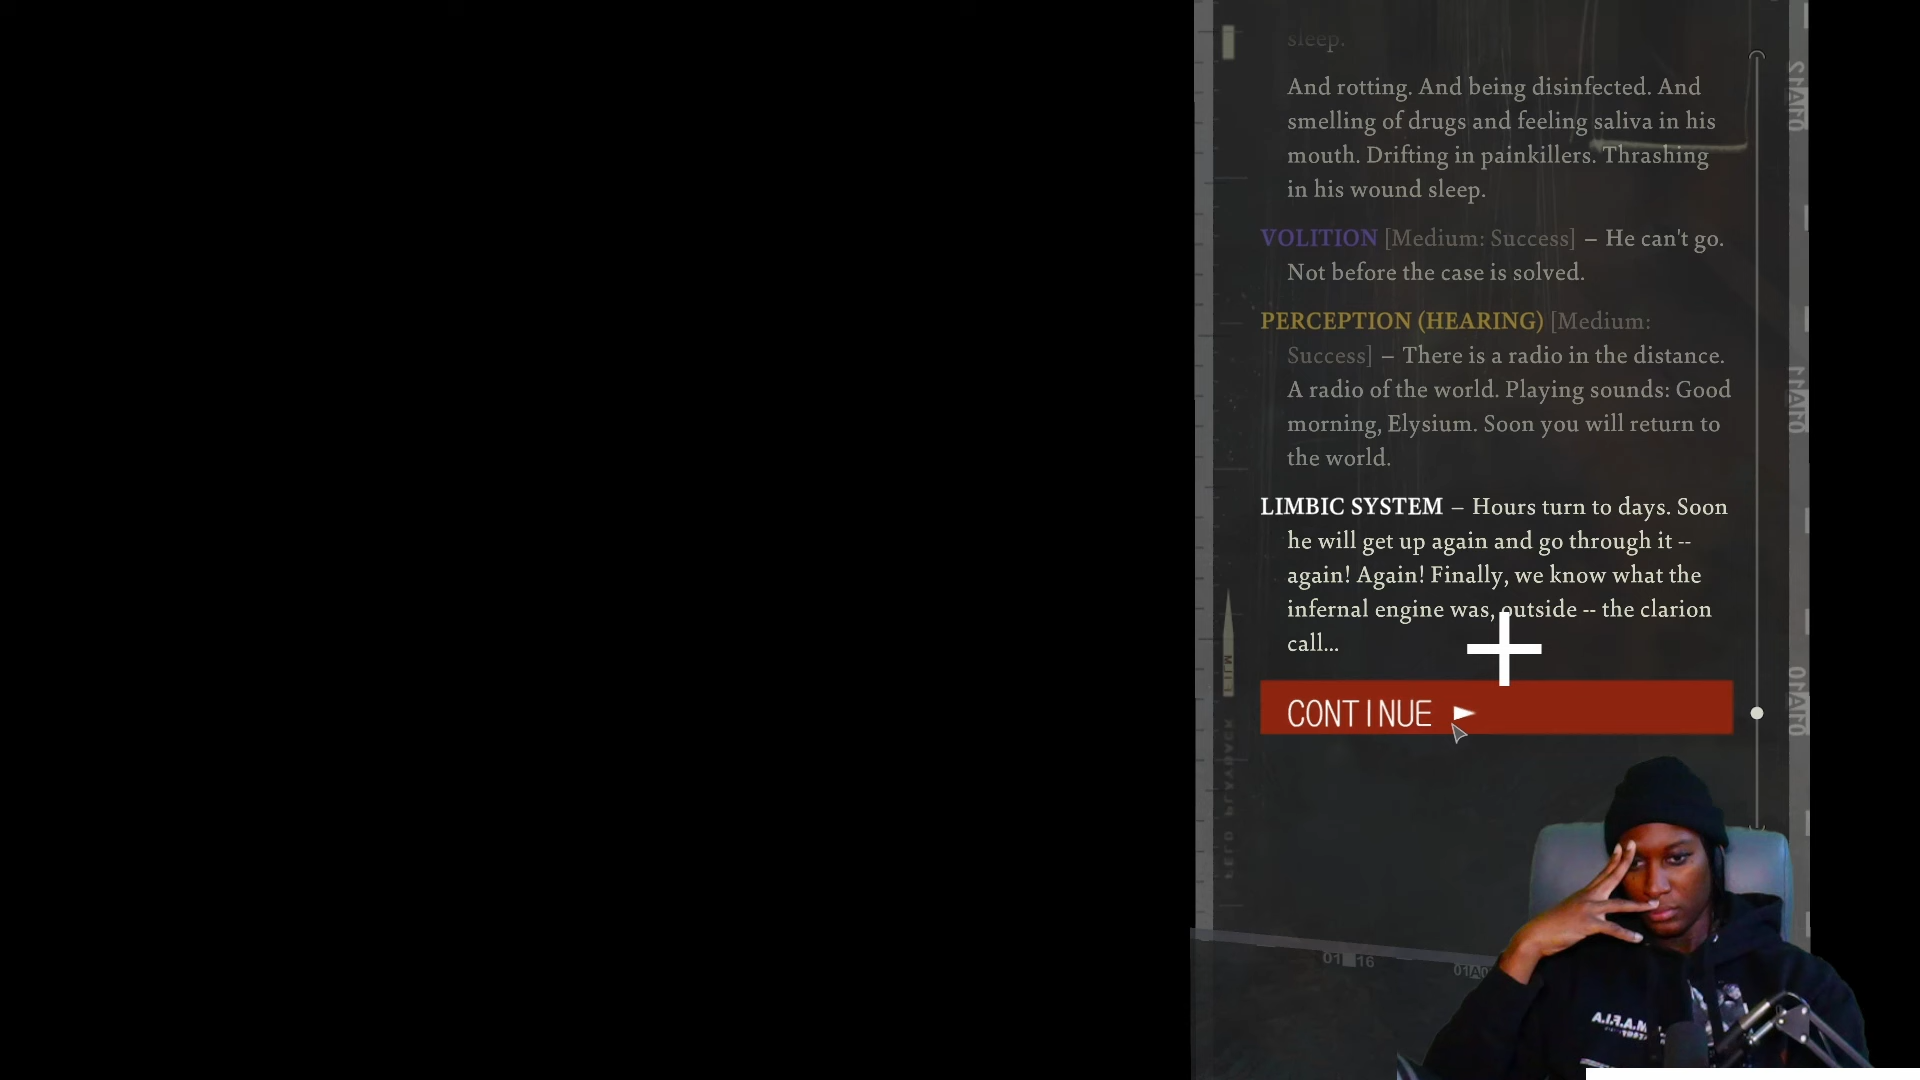 sleep.
And rotting. And being disinfected. And
smelling of drugs and feeling saliva in his
mouth. Drifting in painkillers. Thrashing
in his wound sleep.
VOLITION [Medium: Success] – He can't go.
Not before the case is solved.
PERCEPTION (HEARING) [Medium:
Success] – There is a radio in the distance.
A radio of the world. Playing sounds: Good
morning, Elysium. Soon you will return to
the world.
LIMBIC SYSTEM – Hours turn to days. Soon
he will get up again and go through it --
again! Again! Finally, we know what the
infernal engine was, outside -- the clarion
call...
CONTINUE
M.A.F.I.A.